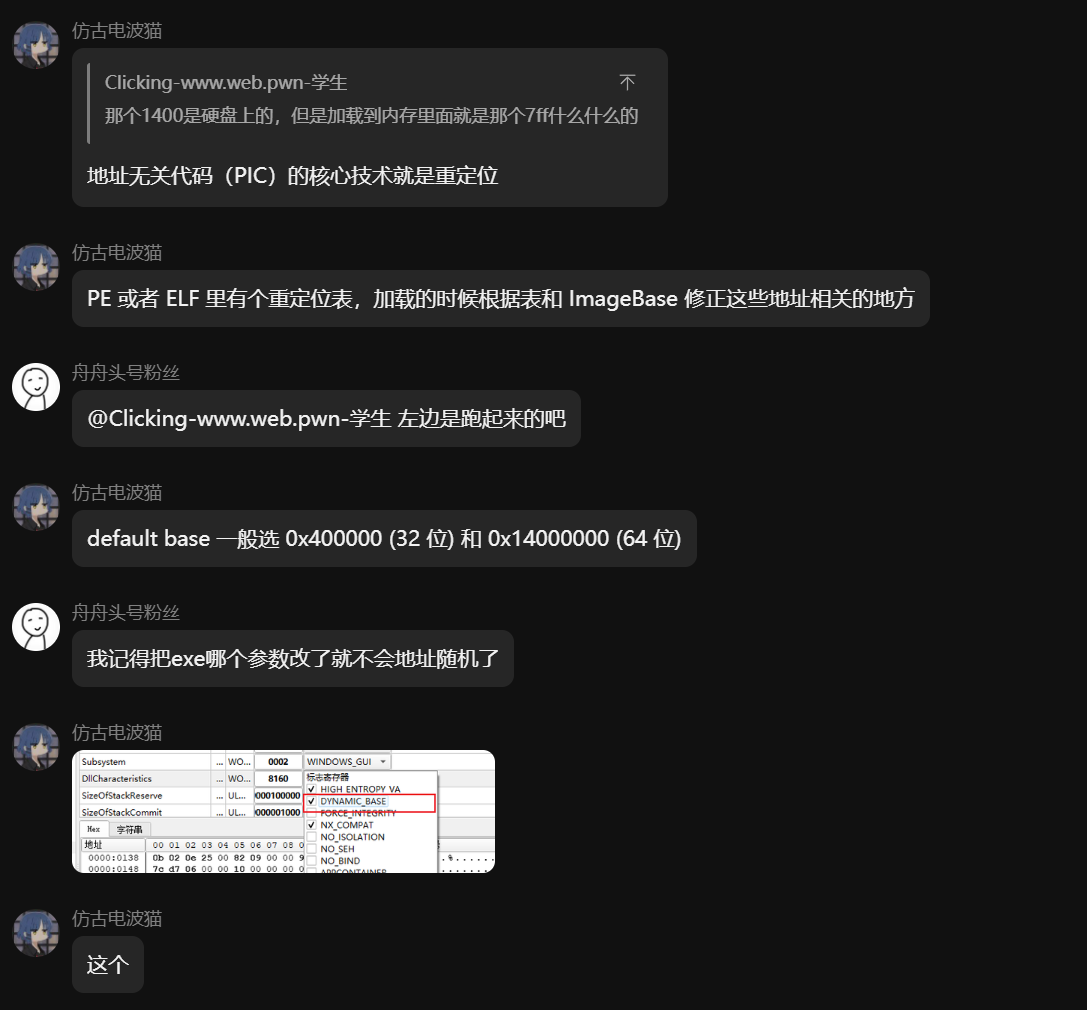 仿古电波猫
Clicking-www.web.pwn-学生
那个1400是硬盘上的，但是加载到内存里面就是那个7ff什么什么的
地址无关代码（PIC）的核心技术就是重定位
仿古电波猫
PE 或者 ELF 里有个重定位表，加载的时候根据表和 ImageBase 修正这些地址相关的地方
舟舟头号粉丝
@Clicking-www.web.pwn-学生 左边是跑起来的吧
仿古电波猫
default base 一般选 0x400000 (32 位) 和 0x14000000 (64 位)
舟舟头号粉丝
我记得把exe哪个参数改了就不会地址随机了
仿古电波猫
Subsystem ... WO... 0002 WINDOWS_GUI
DllCharacteristics ... WO... 8160 标志寄存器
HIGH_ENTROPY_VA
SizeOfStackReserve ... UL... 000100000 DYNAMIC_BASE
SizeOfStackCommit ... UL... 000001000 FORCE_INTEGRITY
Hex 字符串 NX_COMPAT
NO_ISOLATION
地址 00 01 02 03 04 05 06 07 08 0 NO_SEH
0000:0138 0b 02 0e 25 00 82 09 00 00 9 NO_BIND .%......
0000:0148 7c d7 06 00 00 10 00 00 0 APPCONTAINER
仿古电波猫
这个